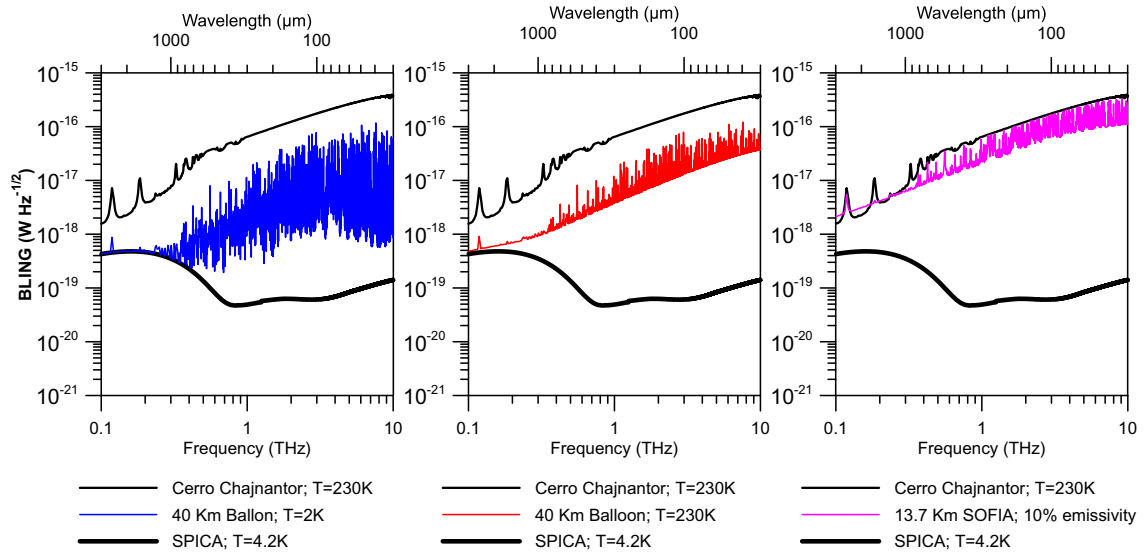 Wavelength (µm) Wavelength (µm) Wavelength (µm)
1000 100 1000 100 1000 100
10-15 10-15 10-15
10-16 10-16 10-16
10-17 10-17 10-17
10-18 10-18 10-18
10-19 10-19 10-19
10-20 10-20 10-20
10-21 10-21 10-21
BLING (W Hz-1/2)
0.1 1 10 0.1 1 10 0.1 1 10
Frequency (THz) Frequency (THz) Frequency (THz)
Cerro Chajnantor; T=230K Cerro Chajnantor; T=230K Cerro Chajnantor; T=230K
40 Km Ballon; T=2K 40 Km Balloon; T=230K 13.7 Km SOFIA; 10% emissivity
SPICA; T=4.2K SPICA; T=4.2K SPICA; T=4.2K